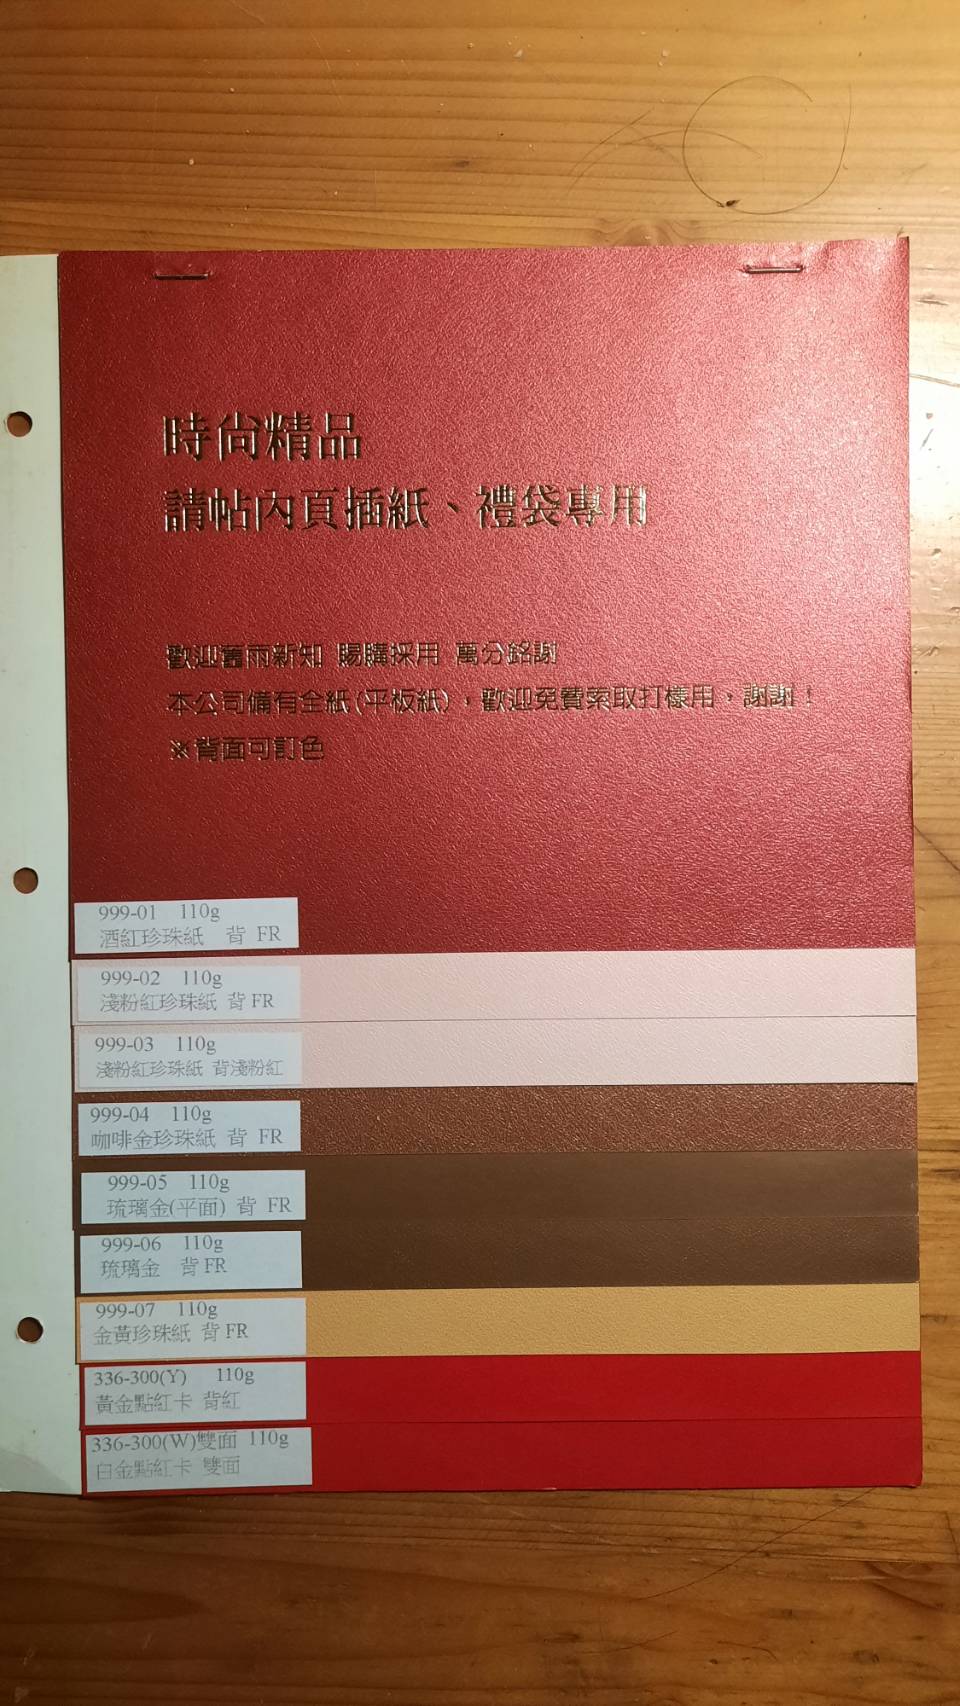 時尚精品
請帖內頁插紙、禮袋專用
歡迎舊雨新知 賜購採用 萬分銘謝
本公司備有全紙(平板紙)，歡迎免費索取打樣用，謝謝！
※背面可訂色
999-01 110g
酒紅珍珠紙 背 FR
999-02 110g
淺粉紅珍珠紙 背 FR
999-03 110g
淺粉紅珍珠紙 背淺粉紅
999-04 110g
咖啡金珍珠紙 背 FR
999-05 110g
琉璃金(平面) 背 FR
999-06 110g
琉璃金 背 FR
999-07 110g
金黃珍珠紙 背 FR
336-300(Y) 110g
黃金點紅卡 背紅
336-300(W)雙面 110g
白金點紅卡 雙面